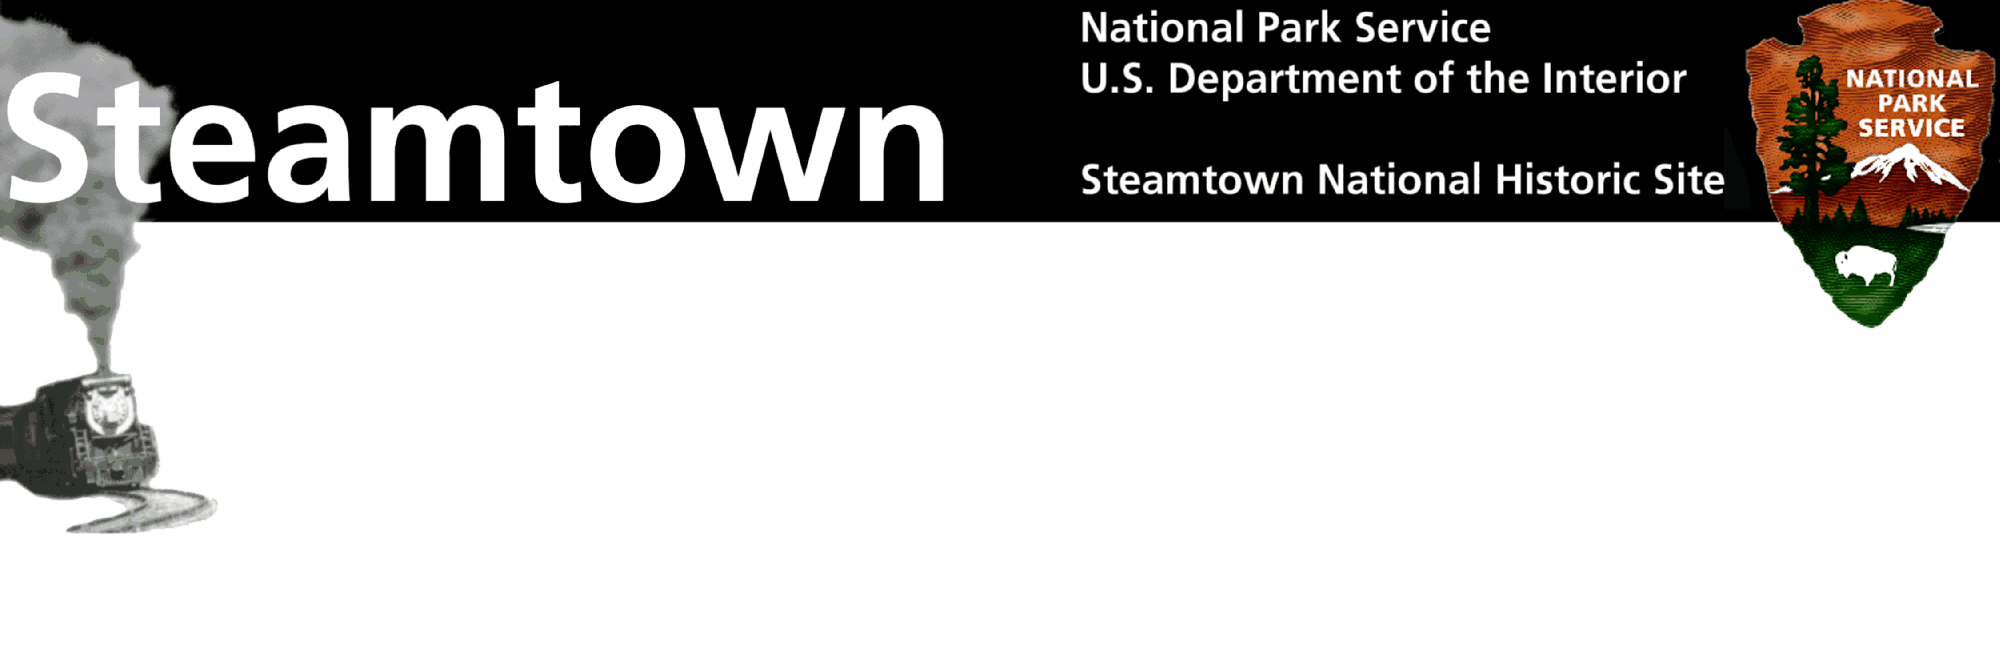 Steamtown
National Park Service
U.S. Department of the Interior
Steamtown National Historic Site
NATIONAL
PARK
SERVICE